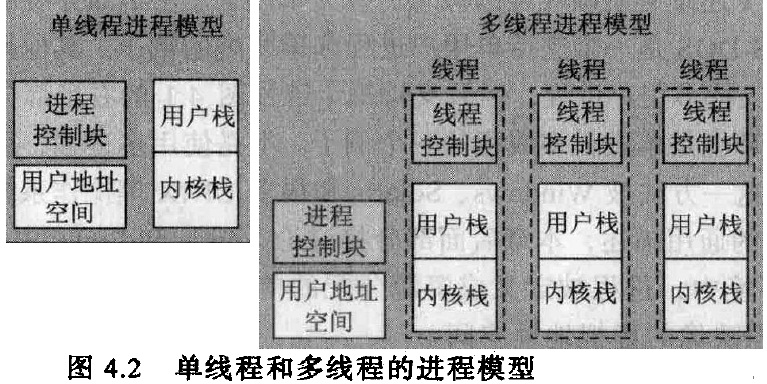 单线程进程模型
进程
控制块
用户地址
空间
用户栈
内核栈
多线程进程模型
进程
控制块
用户地址
空间
线程
线程
控制块
用户栈
内核栈
线程
线程
控制块
用户栈
内核栈
线程
线程
控制块
用户栈
内核栈
图 4.2 单线程和多线程的进程模型